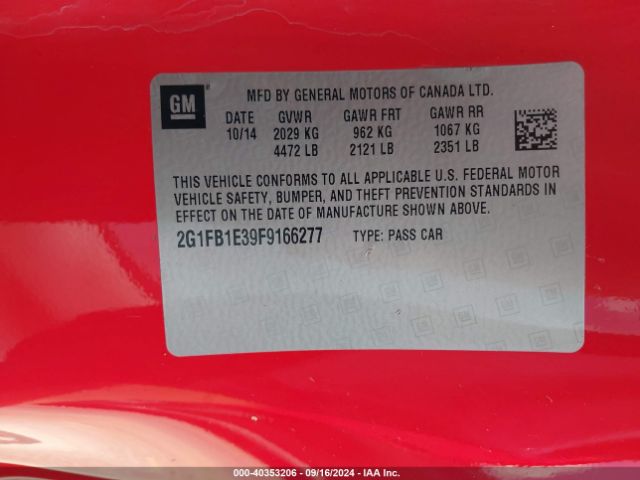 GM
MFD BY GENERAL MOTORS OF CANADA LTD.
DATE GVWR GAWR FRT GAWR RR
10/14 2029 KG 962 KG 1067 KG
4472 LB 2121 LB 2351 LB
THIS VEHICLE CONFORMS TO ALL APPLICABLE U.S. FEDERAL MOTOR
VEHICLE SAFETY, BUMPER, AND THEFT PREVENTION STANDARDS IN
EFFECT ON THE DATE OF MANUFACTURE SHOWN ABOVE.
2G1FB1E39F9166277 TYPE: PASS CAR
000-40353206 - 09/16/2024 - IAA Inc.